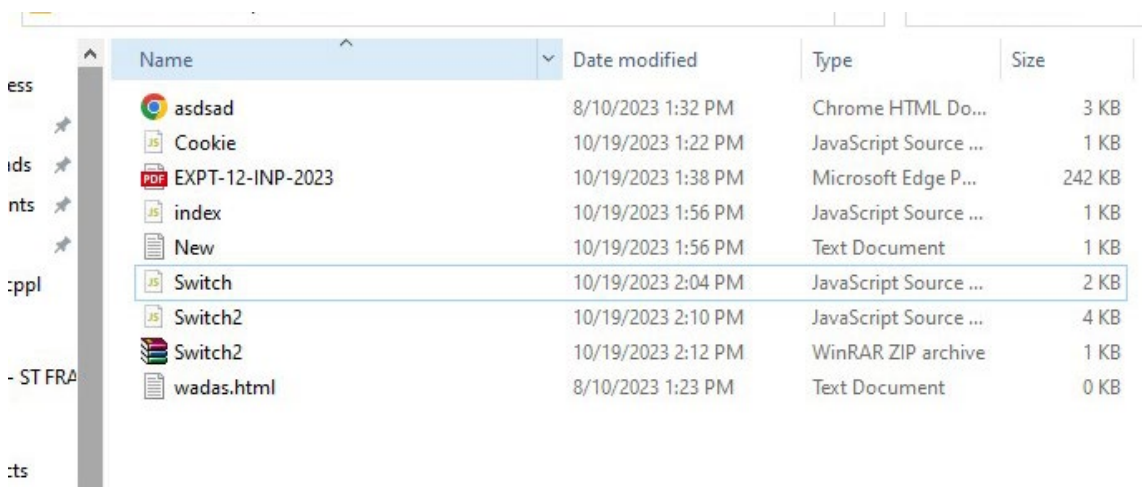 Name Date modified Type Size
ess
asdsad 8/10/2023 1:32 PM Chrome HTML Do... 3 KB
Cookie 10/19/2023 1:22 PM JavaScript Source ... 1 KB
ads EXPT-12-INP-2023 10/19/2023 1:38 PM Microsoft Edge P... 242 KB
nts index 10/19/2023 1:56 PM JavaScript Source ... 1 KB
New 10/19/2023 1:56 PM Text Document 1 KB
cppl Switch 10/19/2023 2:04 PM JavaScript Source ... 2 KB
Switch2 10/19/2023 2:10 PM JavaScript Source ... 4 KB
Switch2 10/19/2023 2:12 PM WinRAR ZIP archive 1 KB
- ST FRA wadas.html 8/10/2023 1:23 PM Text Document 0 KB
cts